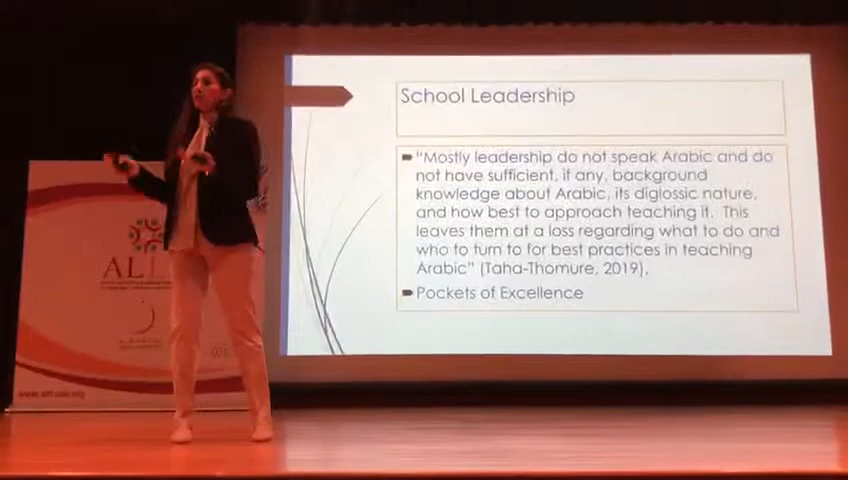 School Leadership
"Mostly leadership do not speak Arabic and do
not have sufficient, if any, background
knowledge about Arabic, its diglossic nature,
and how best to approach teaching it. This
leaves them at a loss regarding what to do and
who to turn to for best practices in teaching
Arabic" (Taha-Thomure, 2019).
Pockets of Excellence